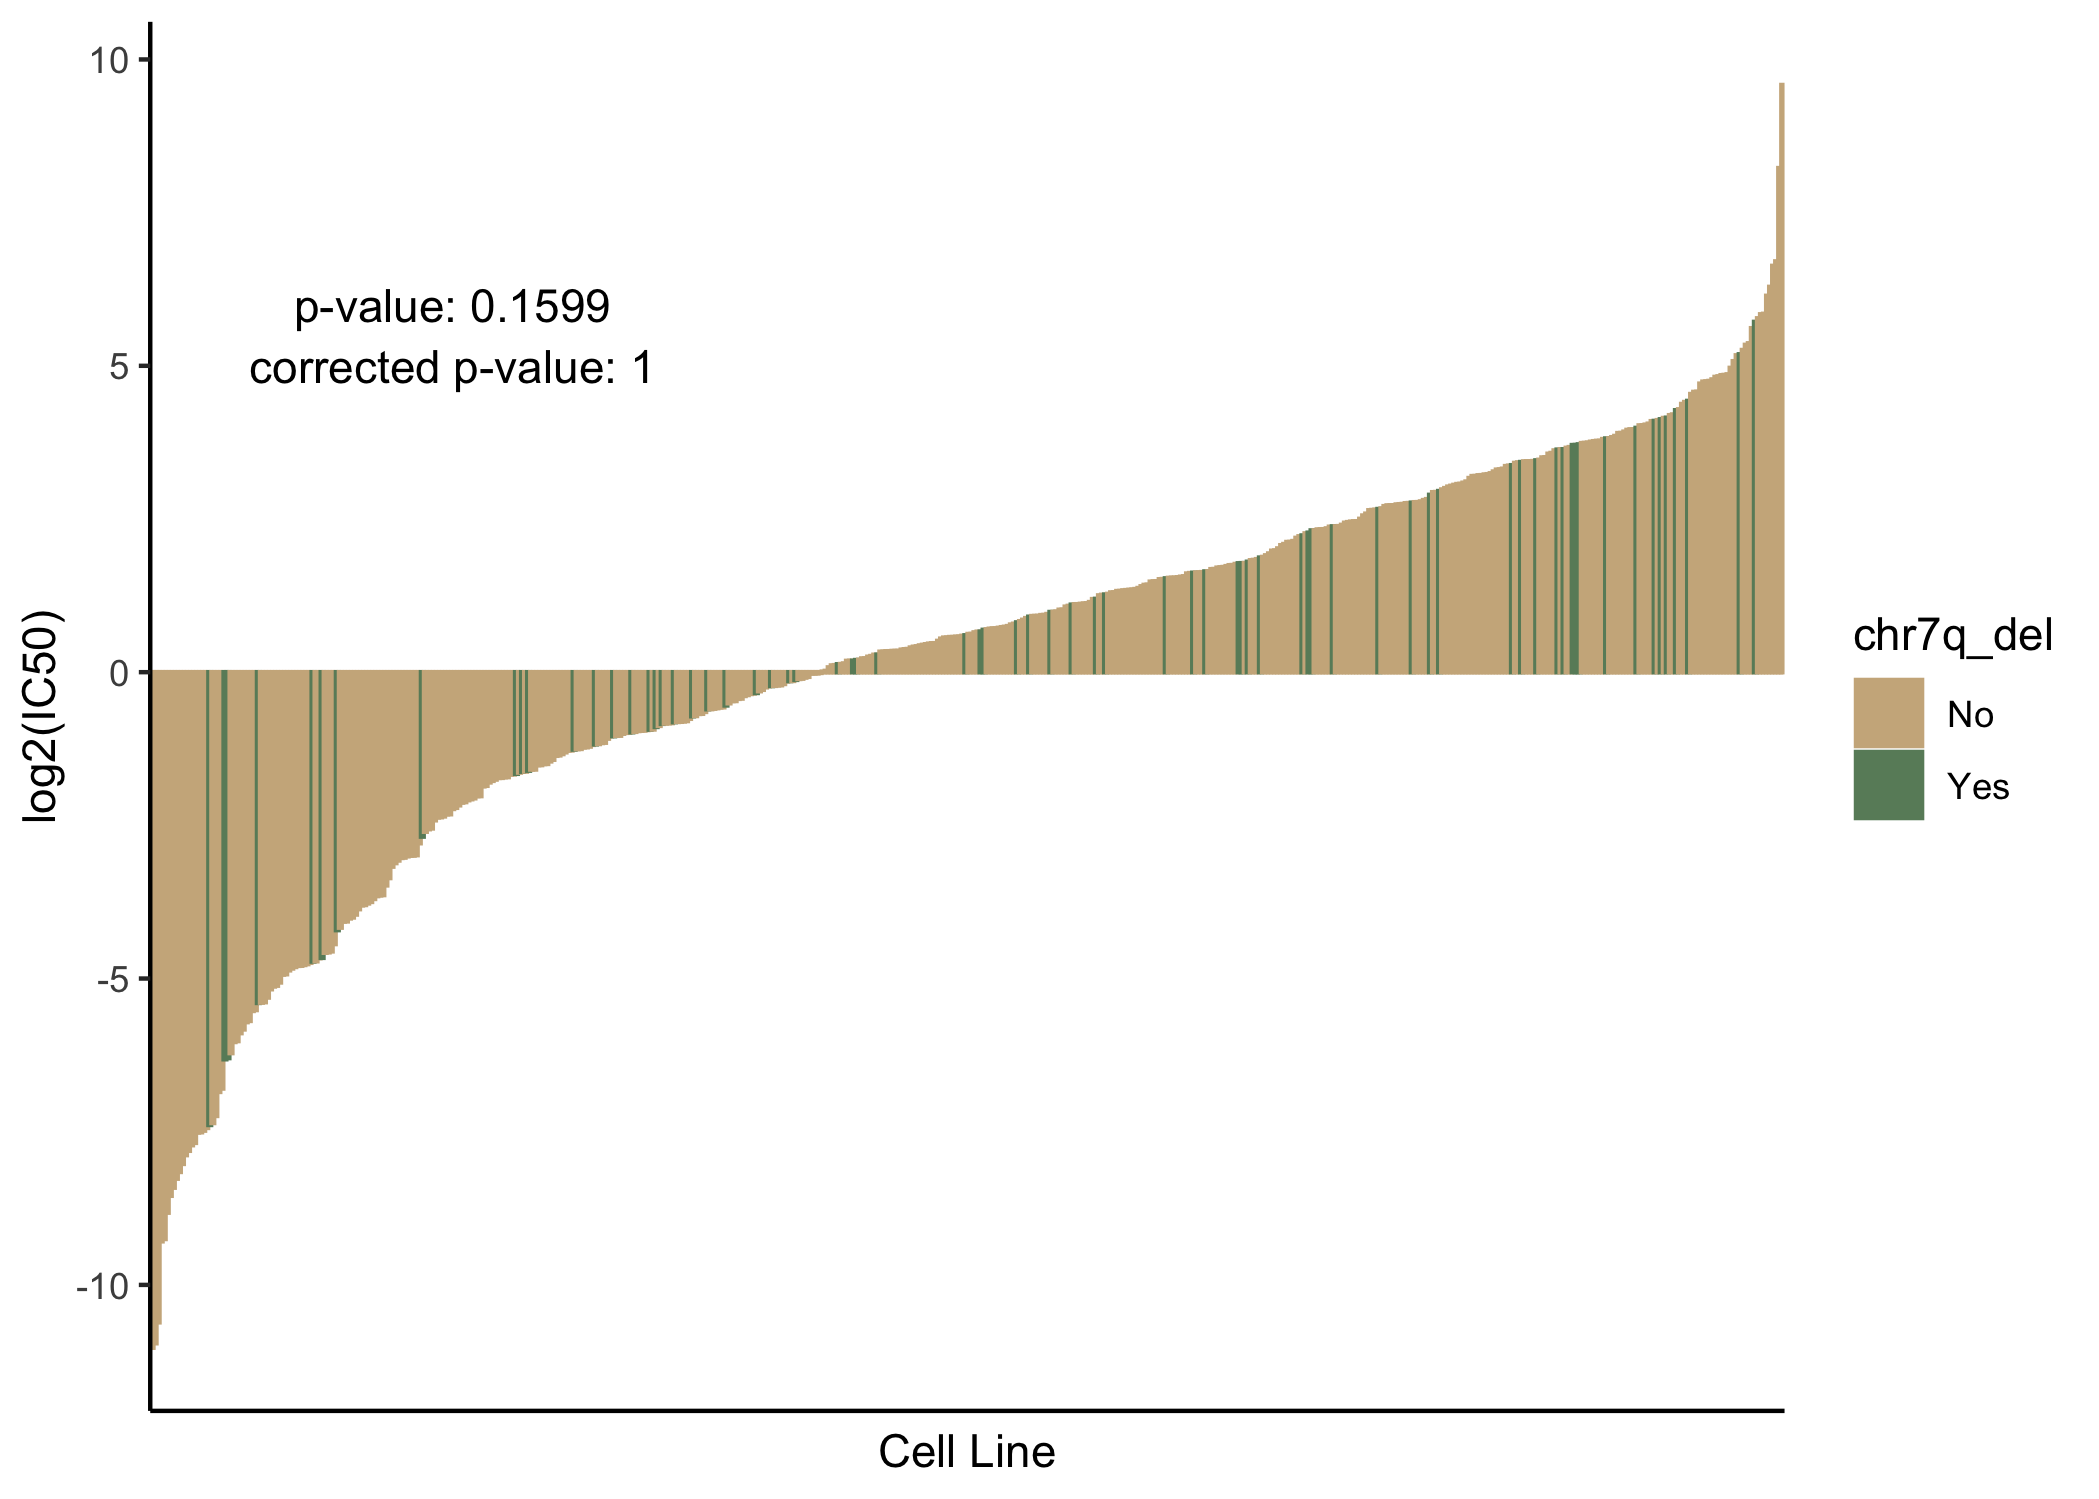 10
p-value: 0.1599
corrected p-value: 1
5
0
-5
-10
log2(IC50)
Cell Line
chr7q_del
No
Yes